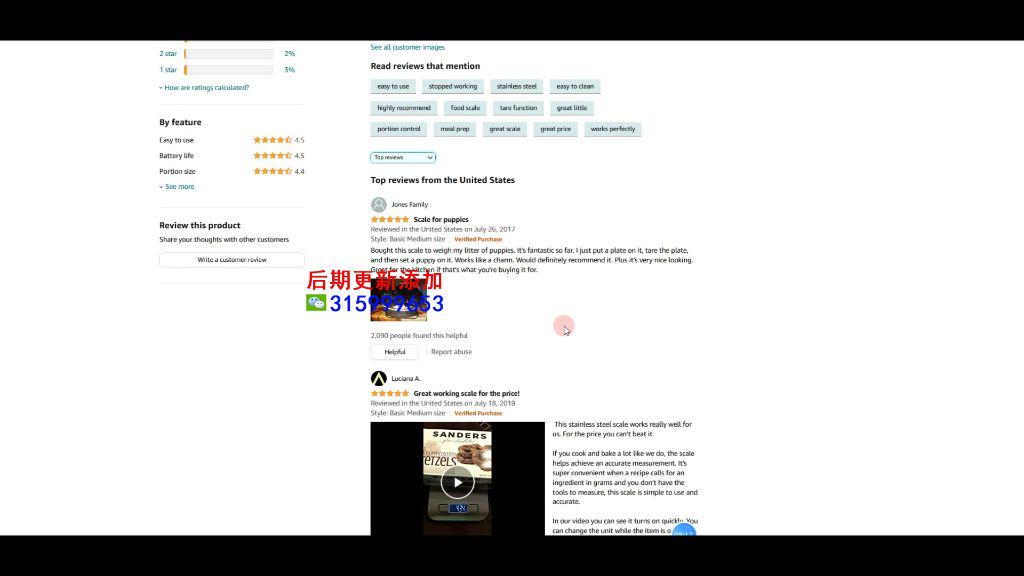 2 star 2%
1 star 3%
How are ratings calculated?
By feature
Easy to use 4.5
Battery life 4.5
Portion size 4.4
See more
Review this product
Share your thoughts with other customers
Write a customer review
See all customer images
Read reviews that mention
easy to use stopped working stainless steel easy to clean
highly recommend food scale tare function great little
portion control meal prep great scale great price works perfectly
Top reviews
Top reviews from the United States
Jones Family
Scale for puppies
Reviewed in the United States on July 26, 2017
Style: Basic Medium size Verified Purchase
Bought this scale to weigh my litter of puppies. It's fantastic so far. I just put a plate on it, tare the plate,
and then set a puppy on it. Works like a charm. Would definitely recommend it. Plus it's very nice looking.
Great for the kitchen if that's what you're buying it for.
后期更新添加
315999653
2,090 people found this helpful
Helpful Report abuse
Luciana A.
Great working scale for the price!
Reviewed in the United States on July 18, 2019
Style: Basic Medium size Verified Purchase
SANDERS
This stainless steel scale works really well for
us. For the price you can't beat it.
If you cook and bake a lot like we do, the scale
helps achieve an accurate measurement. It's
super convenient when a recipe calls for an
ingredient in grams and you don't have the
tools to measure, this scale is simple to use and
accurate.
In our video you can see it turns on quickly. You
can change the unit while the item is o